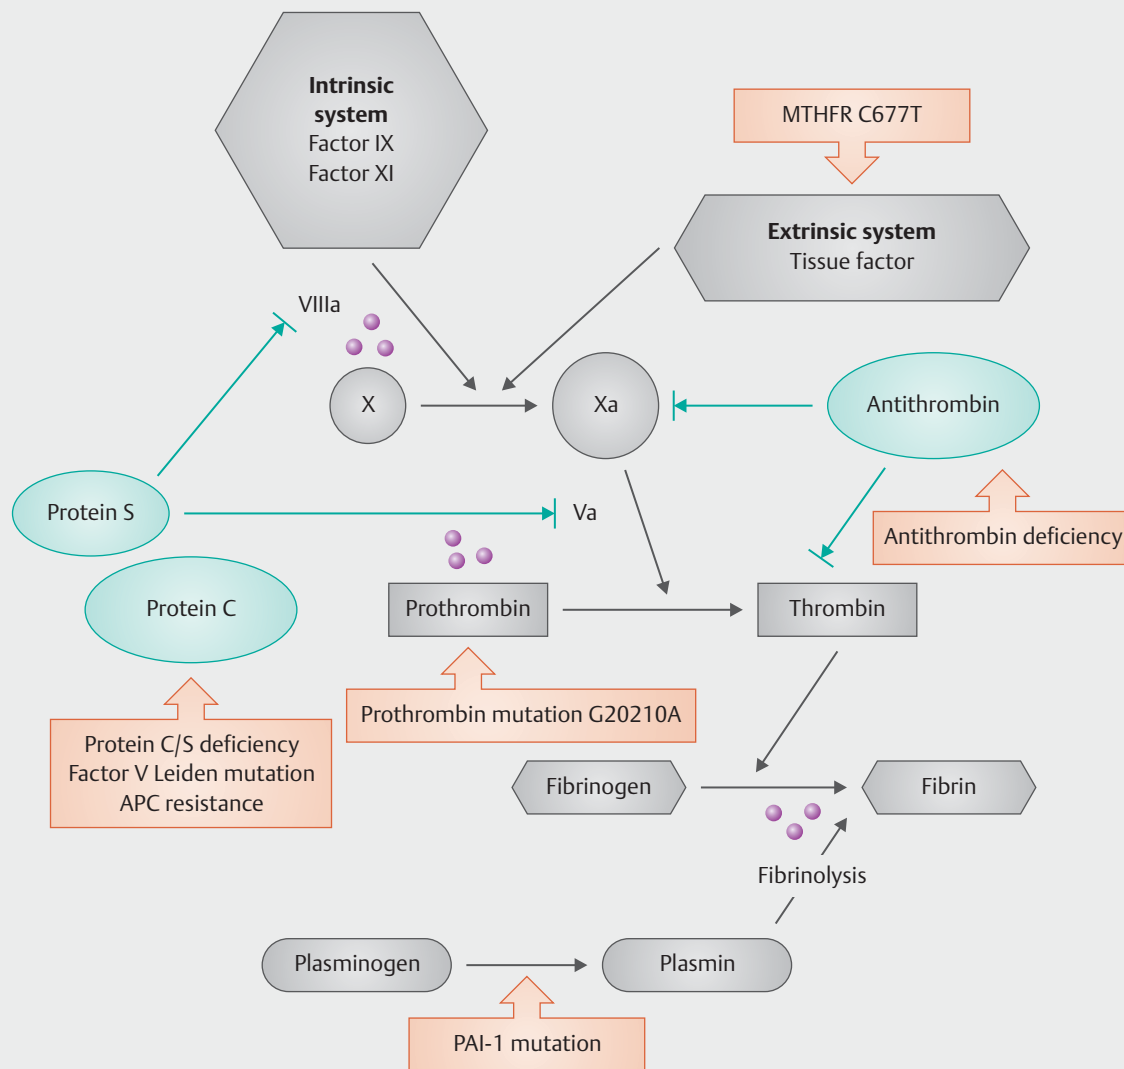 Intrinsic
system
Factor IX
Factor XI
MTHFR C677T
Extrinsic system
Tissue factor
VIIIa
X
Xa
Antithrombin
Protein S
Va
Antithrombin deficiency
Protein C
Prothrombin
Thrombin
Prothrombin mutation G20210A
Protein C/S deficiency
Factor V Leiden mutation
APC resistance
Fibrinogen
Fibrin
Fibrinolysis
Plasminogen
Plasmin
PAI-1 mutation